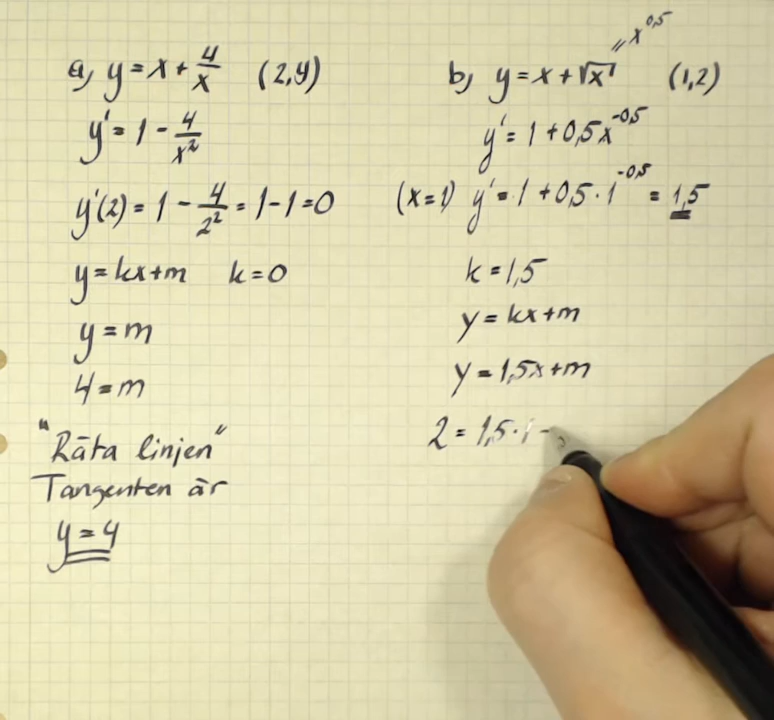 a) y = x + 4/x (2,4)
y' = 1 - 4/x²
y'(2) = 1 - 4/2² = 1-1=0
y = kx+m k=0
y = m
4 = m
"Räta linjen"
Tangenten är
y = 4
= x^0,5
b) y = x + √x (1,2)
y' = 1 + 0,5x^-0,5
(x=1) y' = 1 + 0,5 · 1^-0,5 = 1,5
k = 1,5
y = kx+m
y = 1,5x+m
2 = 1,5 · 1